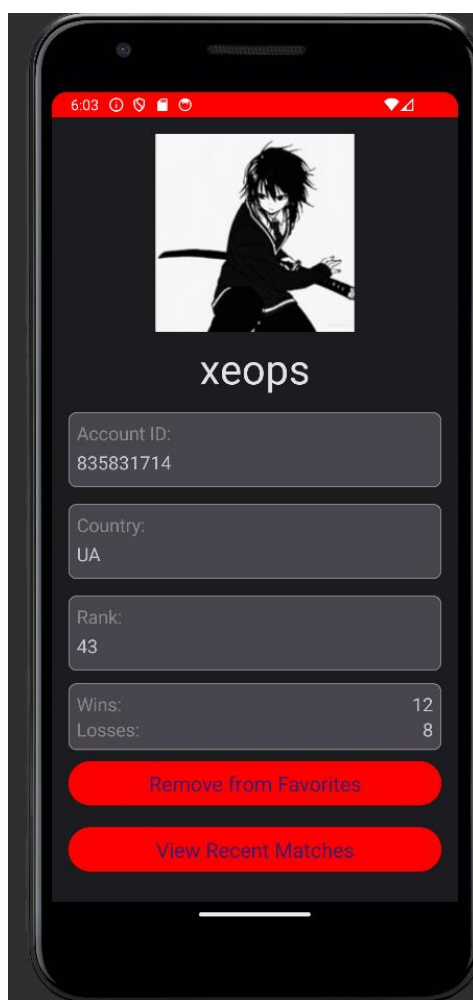 6:03
xeops
Account ID:
835831714
Country:
UA
Rank:
43
Wins: 12
Losses: 8
Remove from Favorites
View Recent Matches